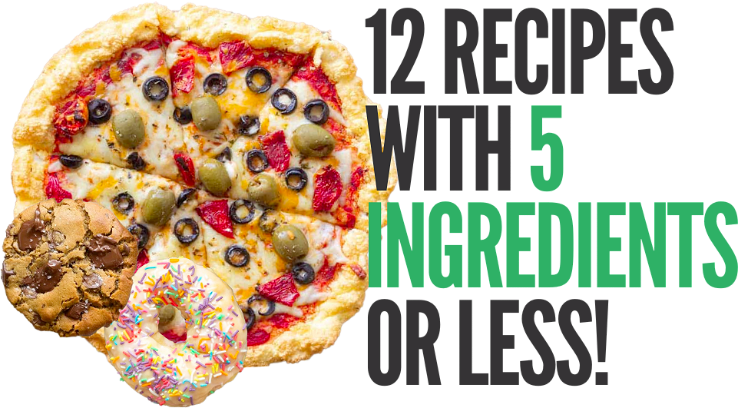 12 RECIPES
WITH 5
INGREDIENTS
OR LESS!